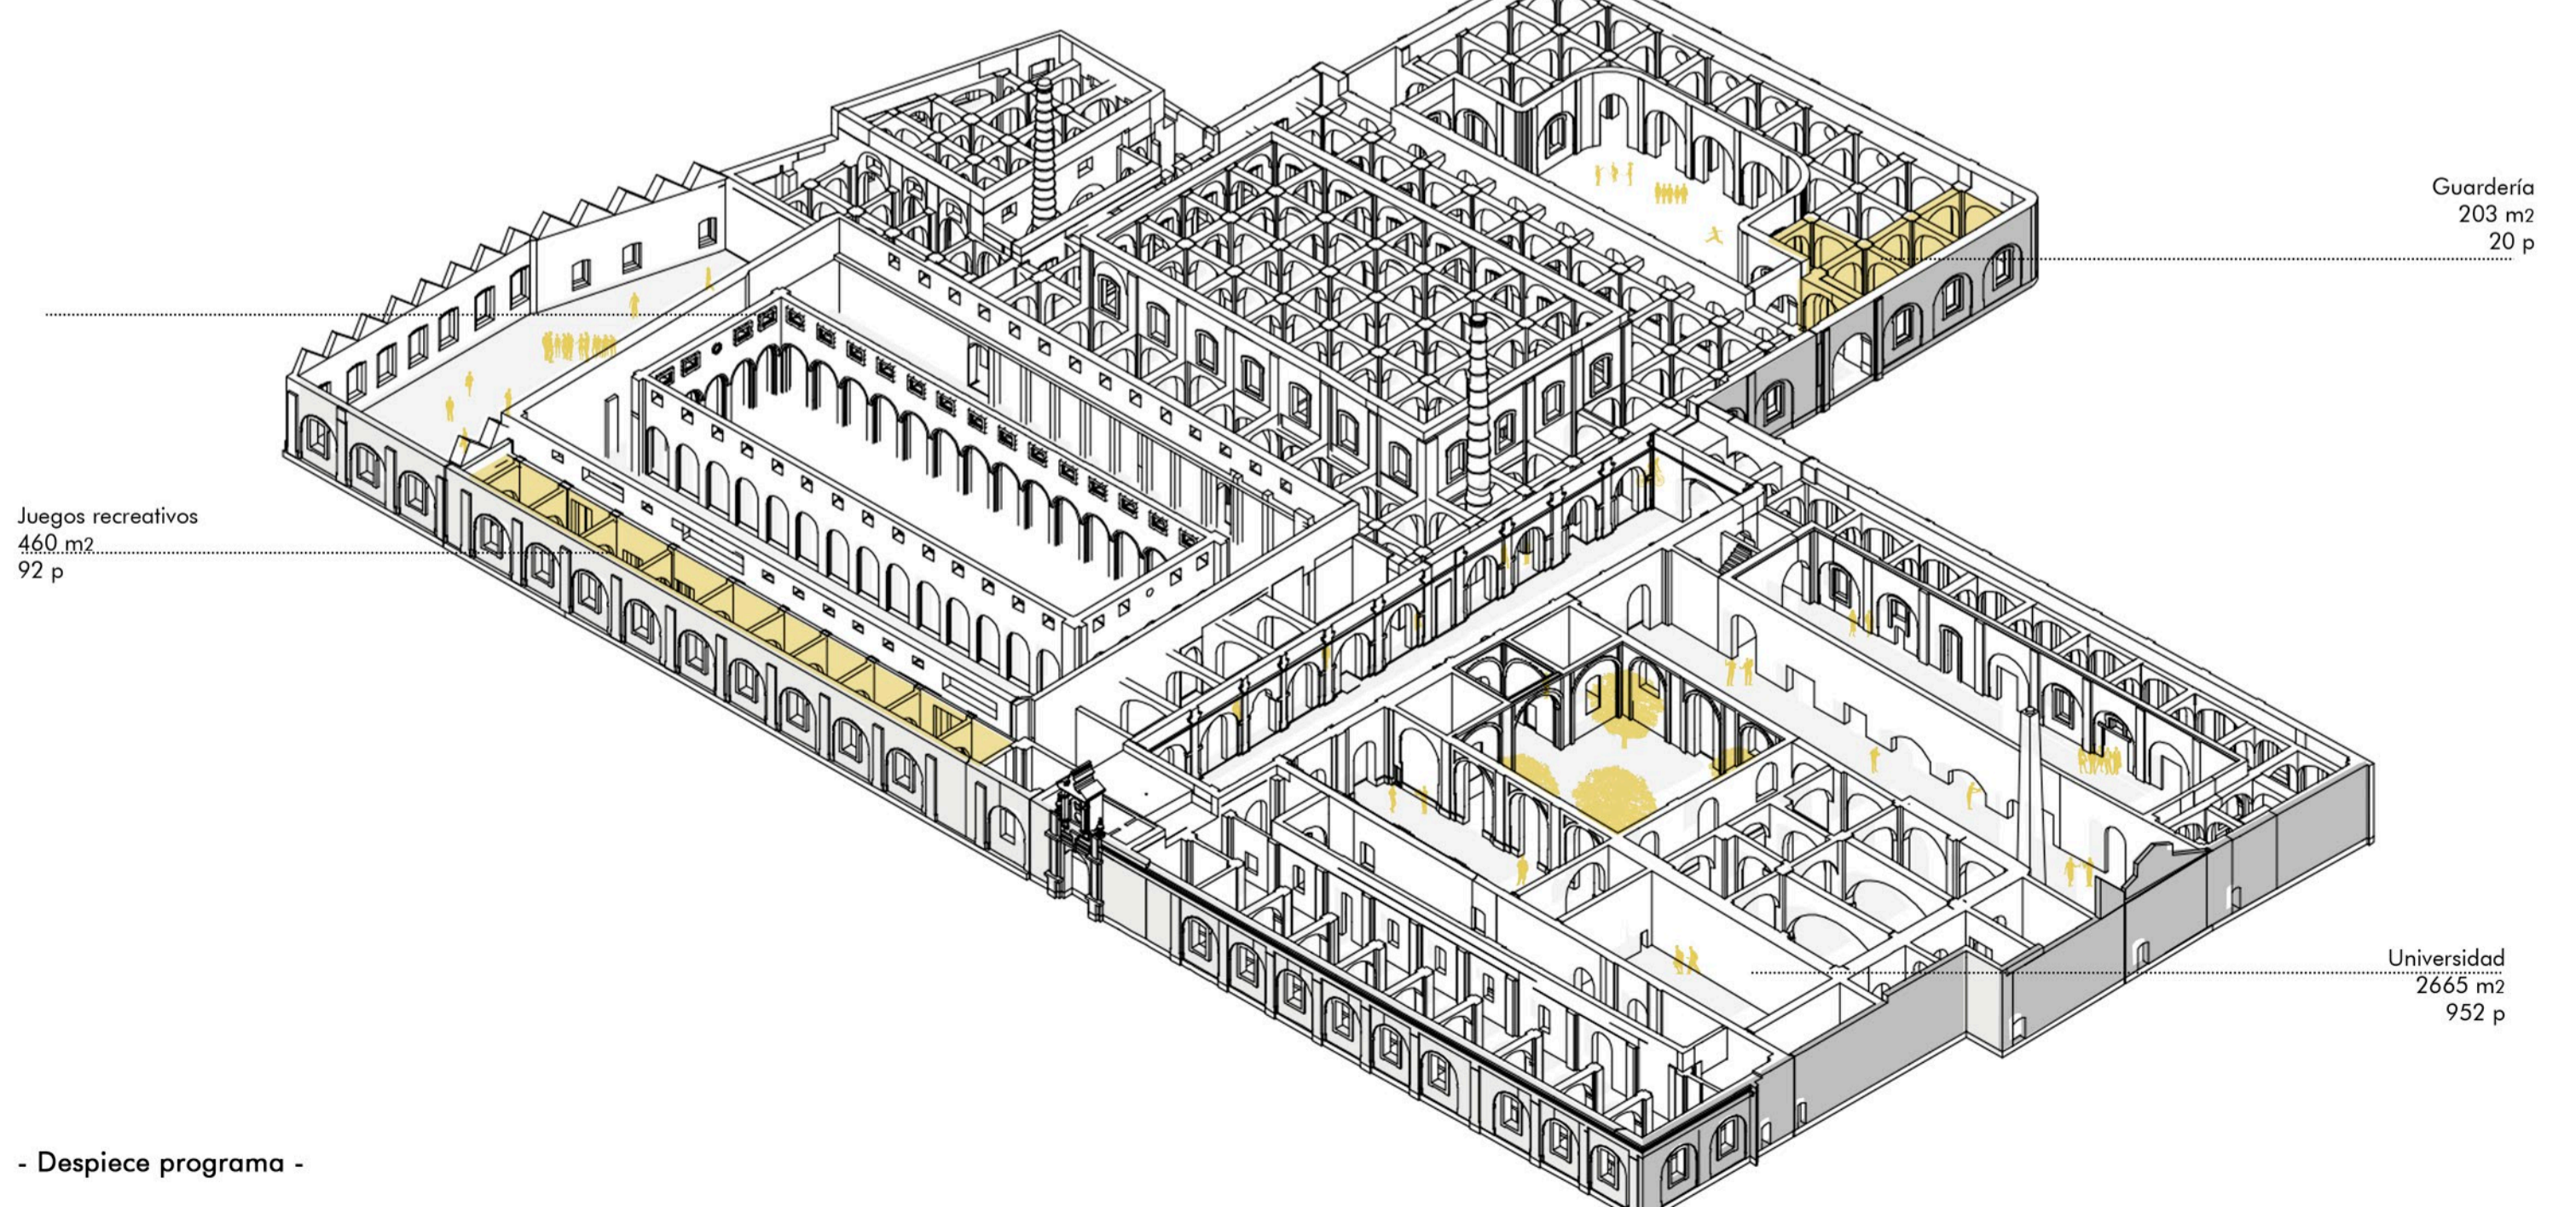 Guardería
203 m2
20 p
Juegos recreativos
460 m2
92 p
Universidad
2665 m2
952 p
- Despiece programa -